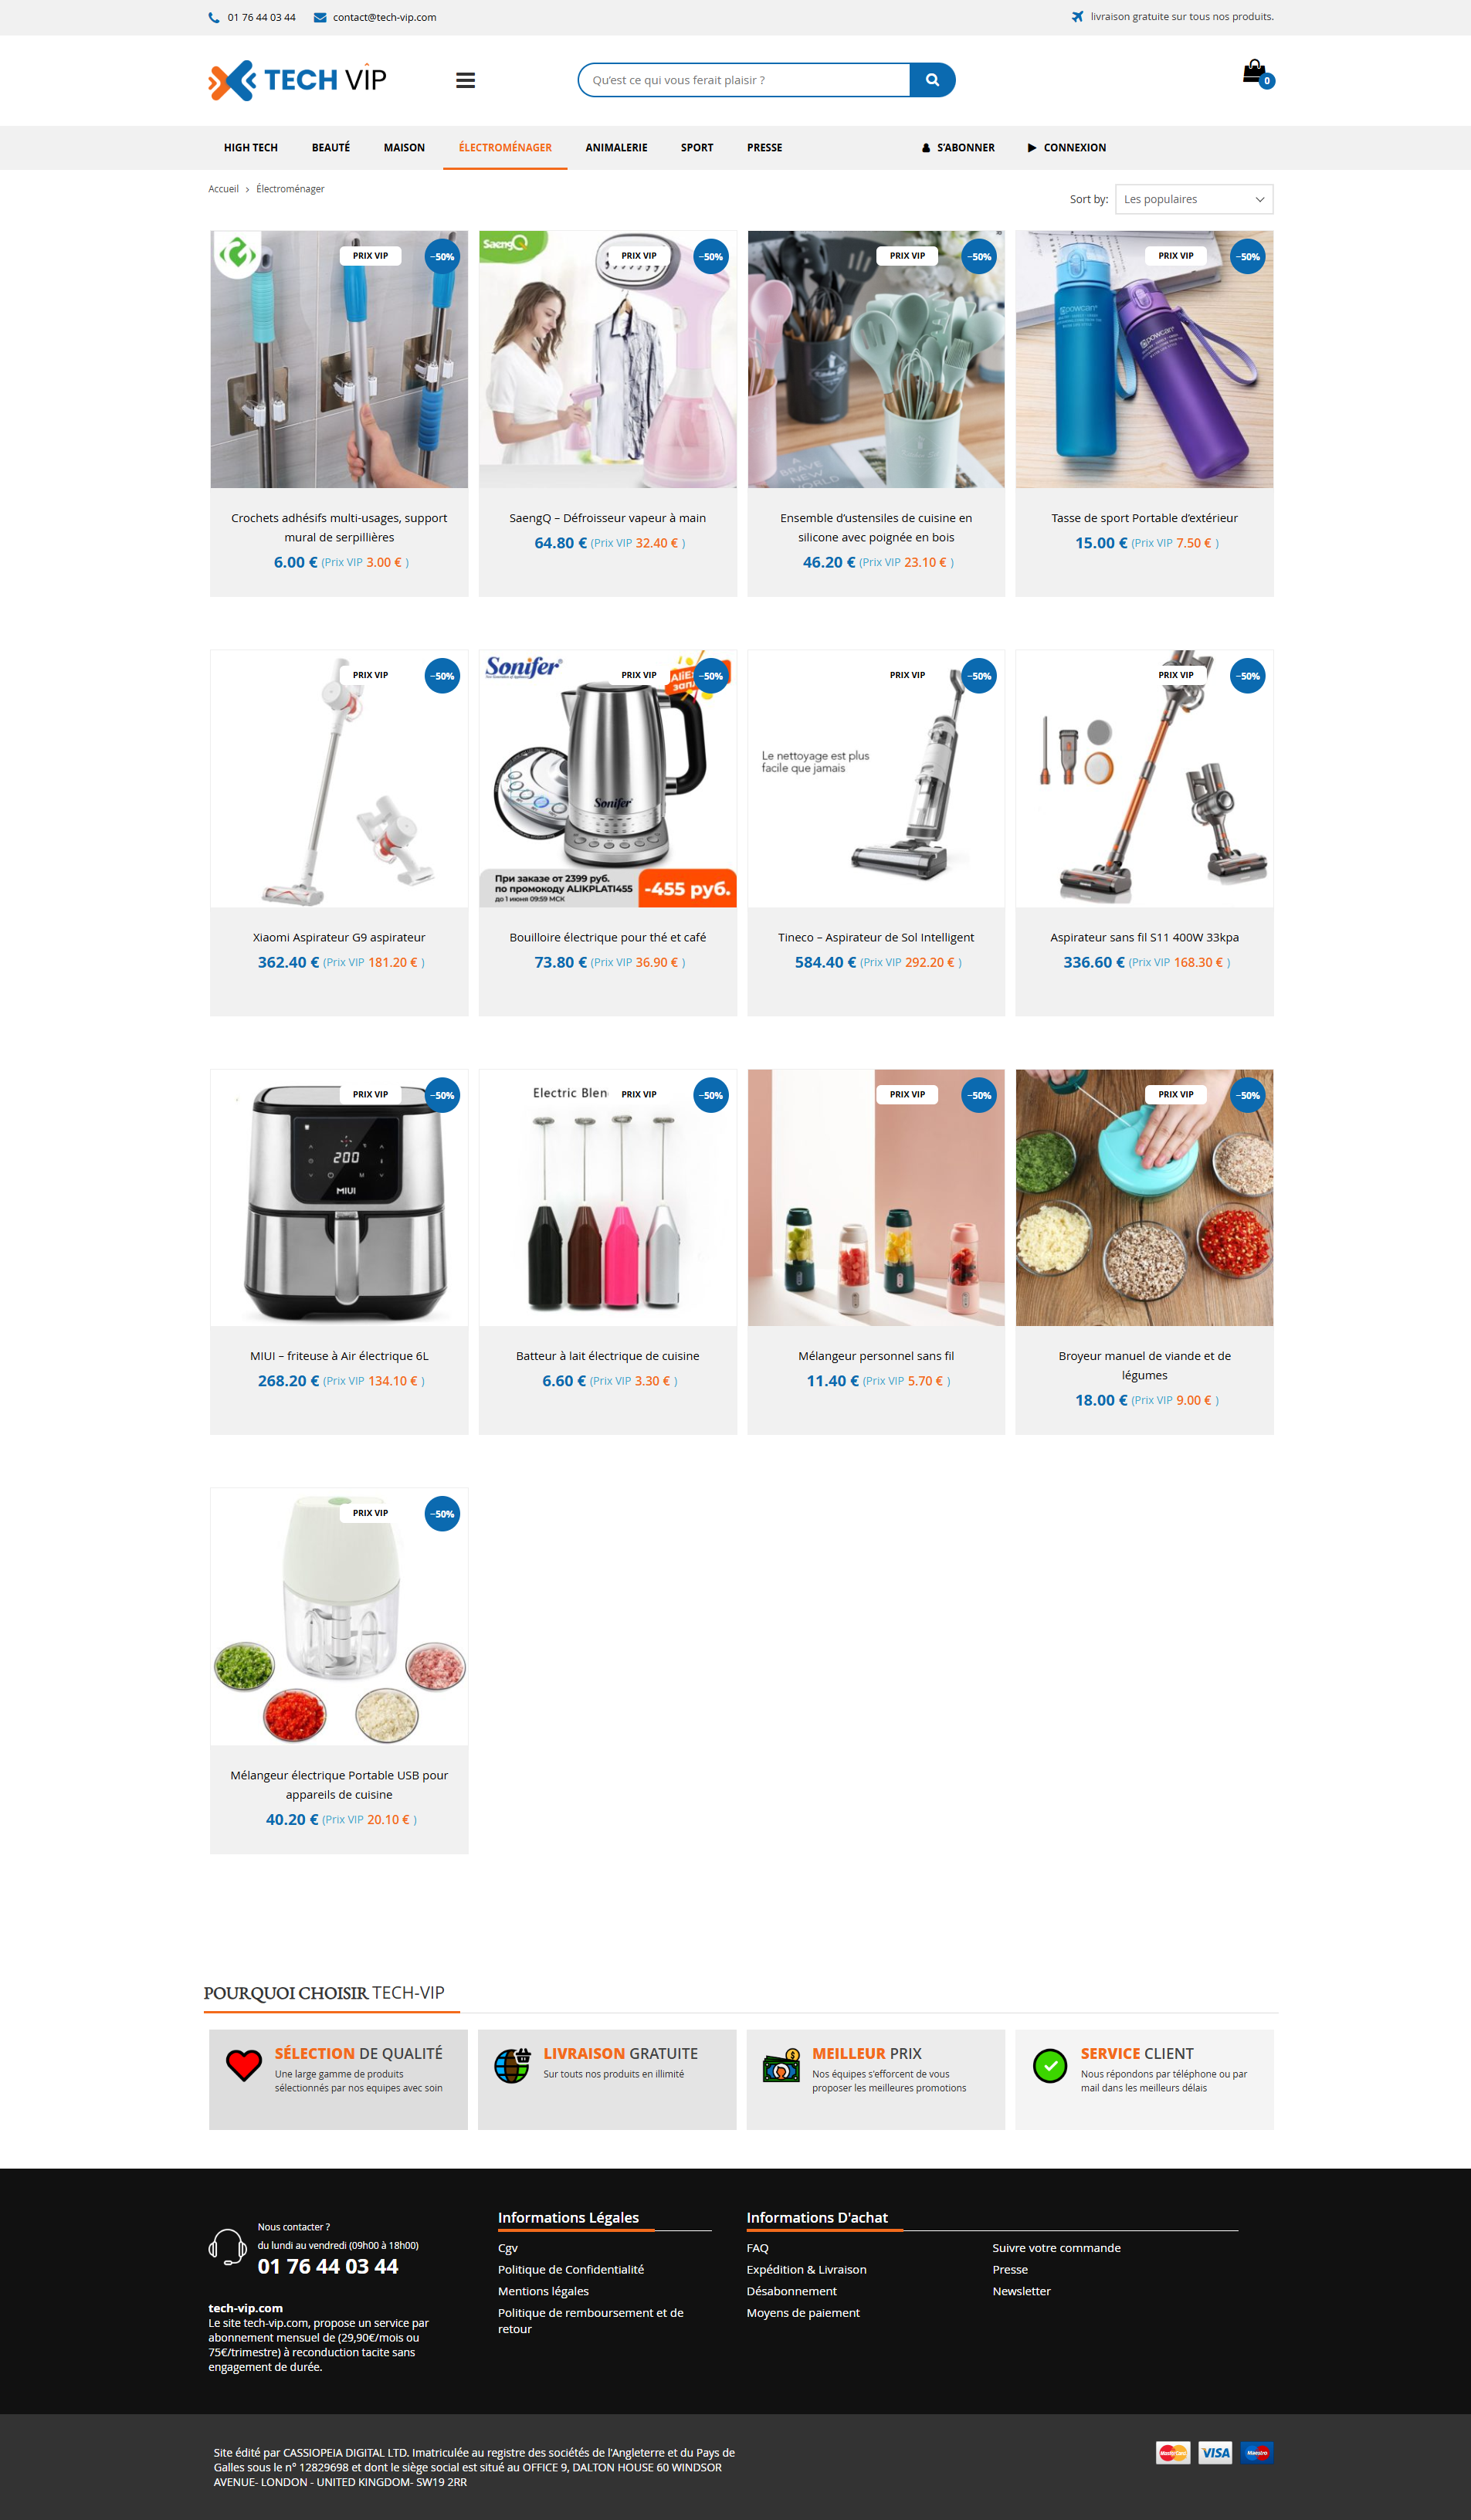 01 76 44 03 44 contact@tech-vip.com livraison gratuite sur tous nos produits.
TECH VIP
Qu'est ce qui vous ferait plaisir ?
0
HIGH TECH BEAUTÉ MAISON ÉLECTROMÉNAGER ANIMALERIE SPORT PRESSE S'ABONNER CONNEXION
Accueil > Électroménager
Sort by: Les populaires
PRIX VIP -50%
SaengQ PRIX VIP -50%
PRIX VIP -50%
PRIX VIP -50%
powcan
powcan
Crochets adhésifs multi-usages, support
mural de serpillières
6.00 € (Prix VIP 3.00 € )
SaengQ – Défroisseur vapeur à main
64.80 € (Prix VIP 32.40 € )
Ensemble d'ustensiles de cuisine en
silicone avec poignée en bois
46.20 € (Prix VIP 23.10 € )
Tasse de sport Portable d'extérieur
15.00 € (Prix VIP 7.50 € )
PRIX VIP -50%
Sonifer PRIX VIP -50%
Sonifer
При заказе от 2399 руб.
по промокоду ALIKPLATI455
до 1 июня 09:59 МСК
-455 руб.
PRIX VIP -50%
Le nettoyage est plus
facile que jamais
PRIX VIP -50%
Xiaomi Aspirateur G9 aspirateur
362.40 € (Prix VIP 181.20 € )
Bouilloire électrique pour thé et café
73.80 € (Prix VIP 36.90 € )
Tineco – Aspirateur de Sol Intelligent
584.40 € (Prix VIP 292.20 € )
Aspirateur sans fil S11 400W 33kpa
336.60 € (Prix VIP 168.30 € )
PRIX VIP -50%
200
MIUI
Electric Blen PRIX VIP -50%
PRIX VIP -50%
PRIX VIP -50%
MIUI – friteuse à Air électrique 6L
268.20 € (Prix VIP 134.10 € )
Batteur à lait électrique de cuisine
6.60 € (Prix VIP 3.30 € )
Mélangeur personnel sans fil
11.40 € (Prix VIP 5.70 € )
Broyeur manuel de viande et de
légumes
18.00 € (Prix VIP 9.00 € )
PRIX VIP -50%
Mélangeur électrique Portable USB pour
appareils de cuisine
40.20 € (Prix VIP 20.10 € )
POURQUOI CHOISIR TECH-VIP
SÉLECTION DE QUALITÉ
Une large gamme de produits
sélectionnés par nos equipes avec soin
LIVRAISON GRATUITE
Sur touts nos produits en illimité
MEILLEUR PRIX
Nos équipes s'efforcent de vous
proposer les meilleures promotions
SERVICE CLIENT
Nous répondons par téléphone ou par
mail dans les meilleurs délais
Nous contacter ?
du lundi au vendredi (09h00 à 18h00)
01 76 44 03 44
tech-vip.com
Le site tech-vip.com, propose un service par
abonnement mensuel de (29,90€/mois ou
75€/trimestre) à reconduction tacite sans
engagement de durée.
Informations Légales
Cgv
Politique de Confidentialité
Mentions légales
Politique de remboursement et de
retour
Informations D'achat
FAQ
Expédition & Livraison
Désabonnement
Moyens de paiement
Suivre votre commande
Presse
Newsletter
Site édité par CASSIOPEIA DIGITAL LTD. Imatriculée au registre des sociétés de l'Angleterre et du Pays de
Galles sous le n° 12829698 et dont le siège social est situé au OFFICE 9, DALTON HOUSE 60 WINDSOR
AVENUE- LONDON - UNITED KINGDOM- SW19 2RR
MasterCard VISA Maestro